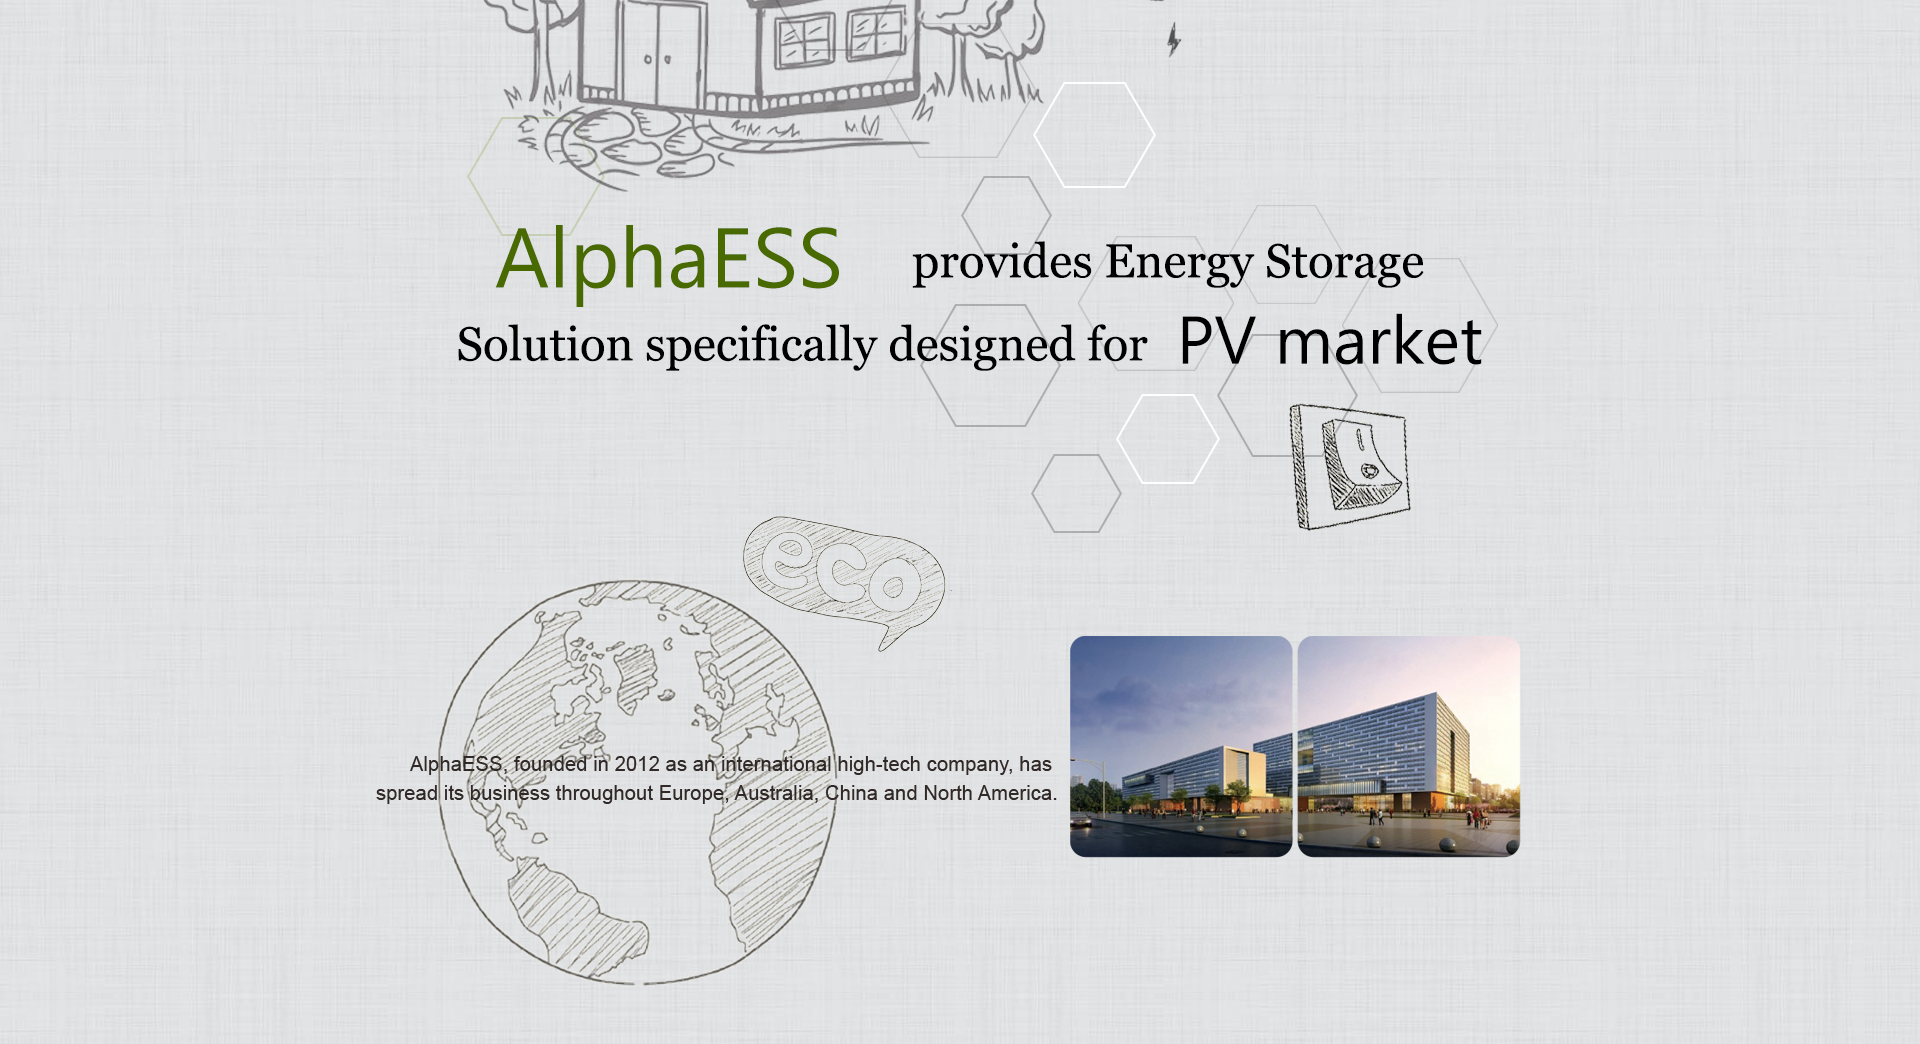 AlphaESS provides Energy Storage
Solution specifically designed for PV market
eco
AlphaESS, founded in 2012 as an international high-tech company, has
spread its business throughout Europe, Australia, China and North America.